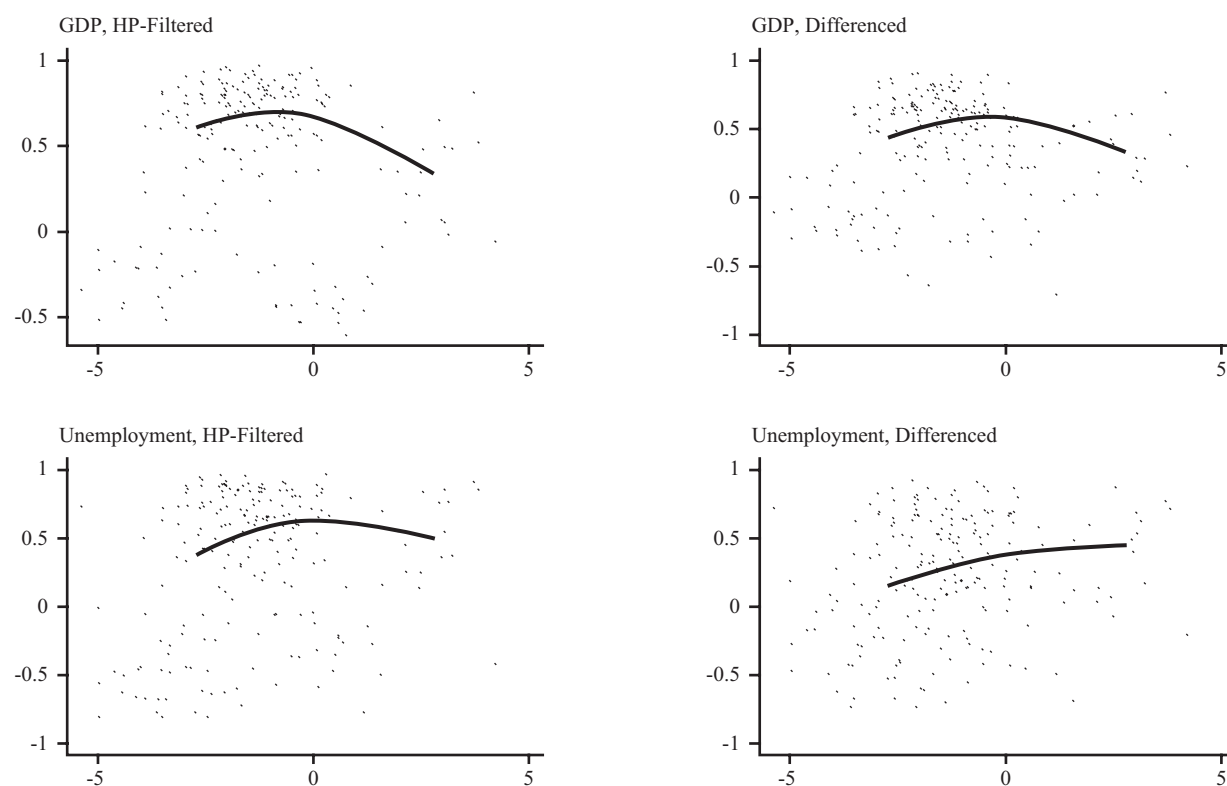 GDP, HP-Filtered
1
0.5
0
-0.5
-5 0 5
GDP, Differenced
1
0.5
0
-0.5
-1
-5 0 5
Unemployment, HP-Filtered
1
0.5
0
-0.5
-1
-5 0 5
Unemployment, Differenced
1
0.5
0
-0.5
-1
-5 0 5